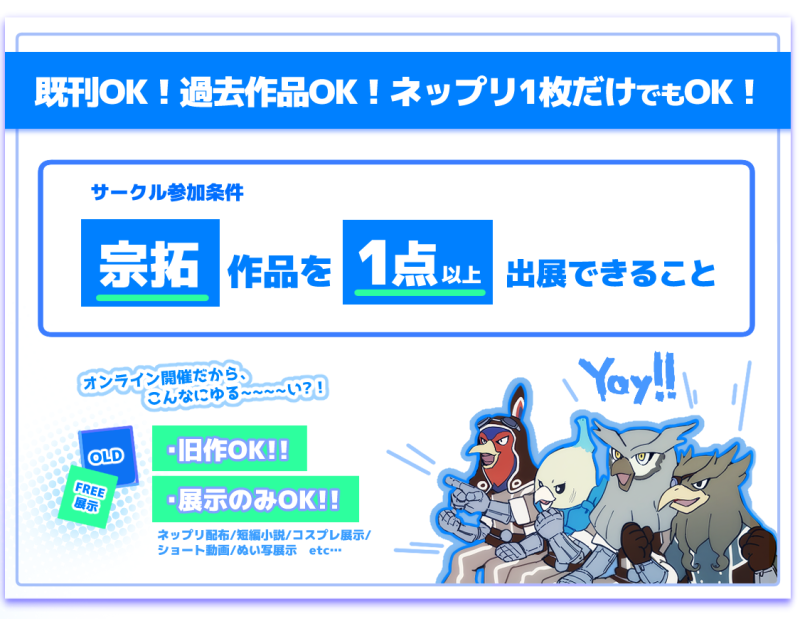 既刊OK！過去作品OK！ネップリ1枚だけでもOK！
サークル参加条件
宗拓作品を1点以上出展できること
オンライン開催だから、
こんなにゆる~~~~い?!
Yay!!
OLD
FREE
展示
・旧作OK!!
・展示のみOK!!
ネップリ配布/短編小説/コスプレ展示/
ショート動画/ぬい写展示　etc…